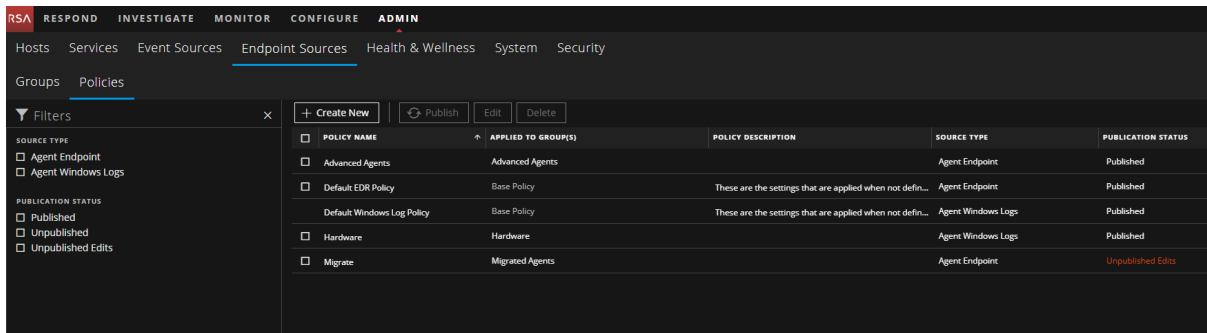 RSA RESPOND INVESTIGATE MONITOR CONFIGURE ADMIN
Hosts Services Event Sources Endpoint Sources Health & Wellness System Security
Groups Policies
Filters ×
SOURCE TYPE
Agent Endpoint
Agent Windows Logs
PUBLICATION STATUS
Published
Unpublished
Unpublished Edits
+ Create New Publish Edit Delete
POLICY NAME ↑ APPLIED TO GROUP(S) POLICY DESCRIPTION SOURCE TYPE PUBLICATION STATUS
Advanced Agents Advanced Agents Agent Endpoint Published
Default EDR Policy Base Policy These are the settings that are applied when not defin... Agent Endpoint Published
Default Windows Log Policy Base Policy These are the settings that are applied when not defin... Agent Windows Logs Published
Hardware Hardware Agent Windows Logs Published
Migrate Migrated Agents Agent Endpoint Unpublished Edits